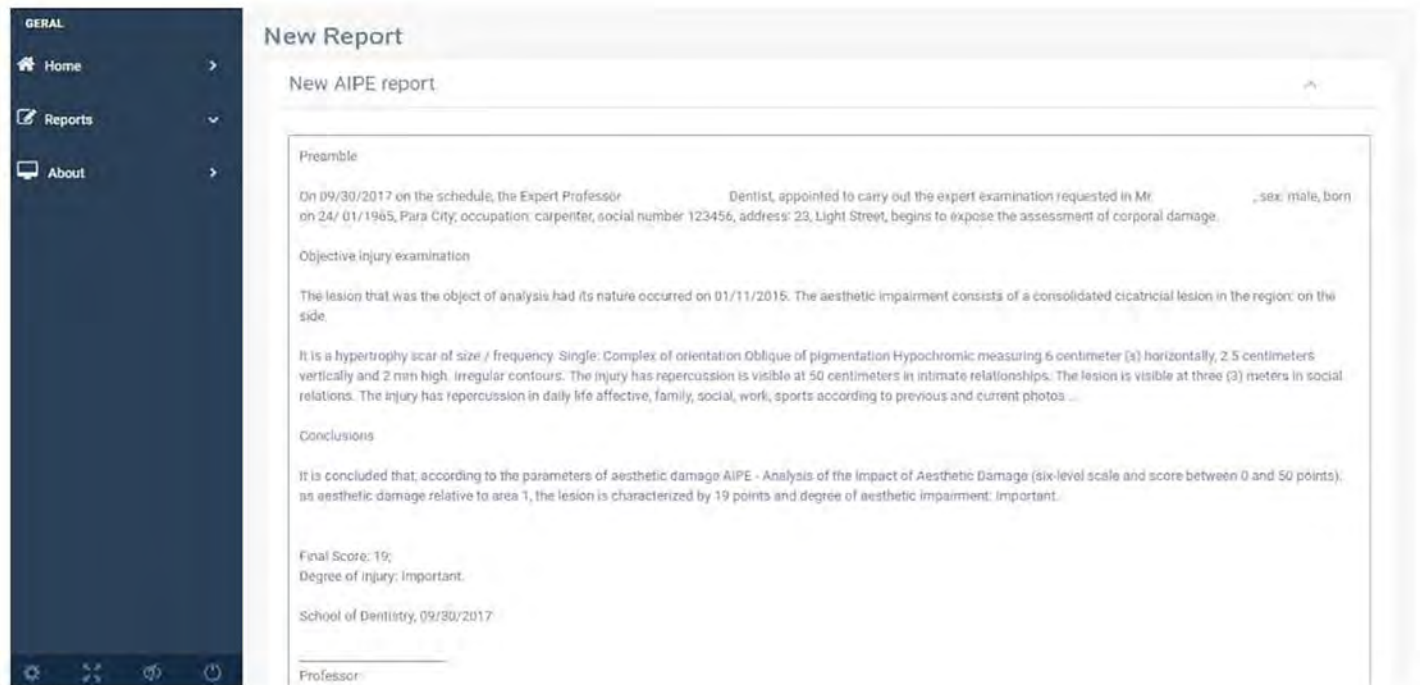 GERAL
Home
Reports
About
New Report
New AIPE report
Preamble
On 09/30/2017 on the schedule, the Expert Professor Dentist, appointed to carry out the expert examination requested in Mr. , sex: male, born
on 24/ 01/1965, Para City, occupation: carpenter, social number 123456, address: 23, Light Street, begins to expose the assessment of corporal damage.
Objective injury examination
The lesion that was the object of analysis had its nature occurred on 01/11/2015. The aesthetic impairment consists of a consolidated cicatricial lesion in the region: on the
side.
It is a hypertrophy scar of size / frequency Single: Complex of orientation Oblique of pigmentation Hypochromic measuring 6 centimeter (s) horizontally, 2.5 centimeters
vertically and 2 mm high. Irregular contours. The injury has repercussion is visible at 50 centimeters in intimate relationships. The lesion is visible at three (3) meters in social
relations. The injury has repercussion in daily life affective, family, social, work, sports according to previous and current photos ...
Conclusions
It is concluded that, according to the parameters of aesthetic damage AIPE - Analysis of the Impact of Aesthetic Damage (six-level scale and score between 0 and 50 points),
as aesthetic damage relative to area 1, the lesion is characterized by 19 points and degree of aesthetic impairment: Important.
Final Score: 19;
Degree of injury: Important.
School of Dentistry, 09/30/2017
Professor